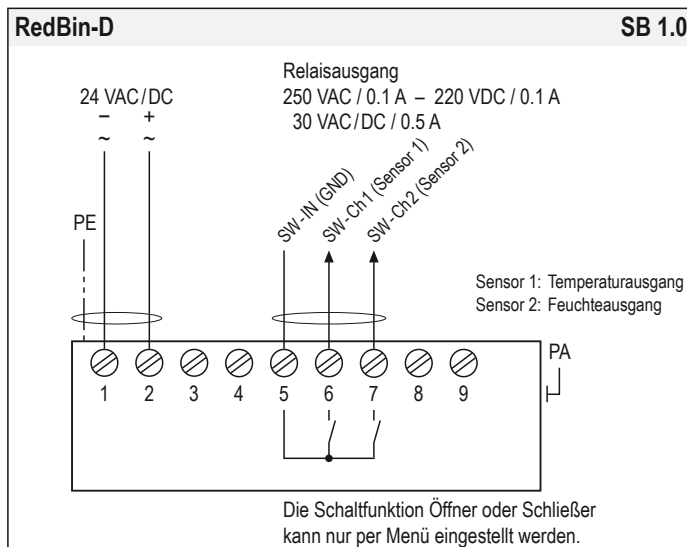 RedBin-D SB 1.0
Relaisausgang
24 VAC/DC 250 VAC / 0.1 A – 220 VDC / 0.1 A
– + 30 VAC/DC / 0.5 A
~ ~
SW-IN (GND)
SW-Ch1 (Sensor 1)
SW-Ch2 (Sensor 2)
PE
Sensor 1: Temperaturausgang
Sensor 2: Feuchteausgang
PA
1 2 3 4 5 6 7 8 9
Die Schaltfunktion Öffner oder Schließer
kann nur per Menü eingestellt werden.